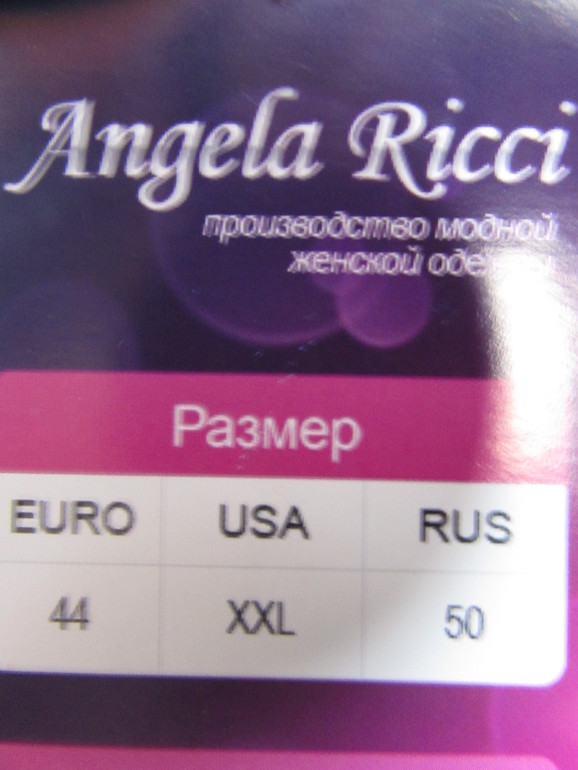 Angela Ricci
производство модной
женской
Размер
EURO USA RUS
44 XXL 50